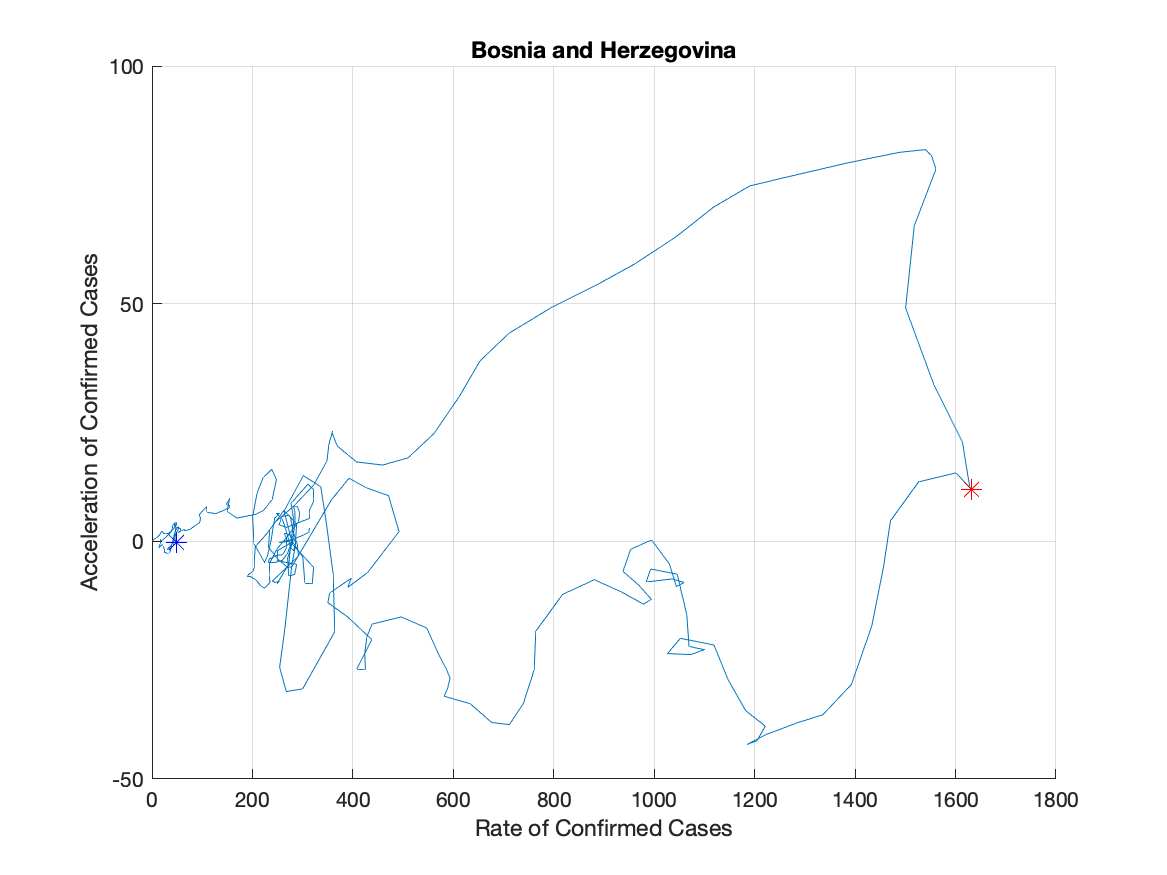 Bosnia and Herzegovina
100
50
0
-50
Acceleration of Confirmed Cases
0 200 400 600 800 1000 1200 1400 1600 1800
Rate of Confirmed Cases